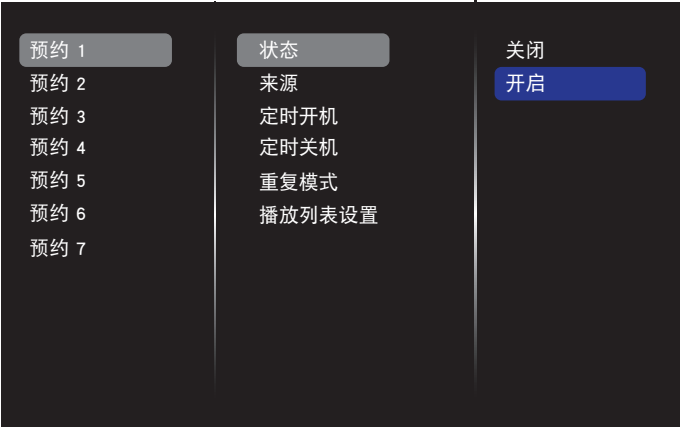 预约 1
预约 2
预约 3
预约 4
预约 5
预约 6
预约 7
状态
来源
定时开机
定时关机
重复模式
播放列表设置
关闭
开启